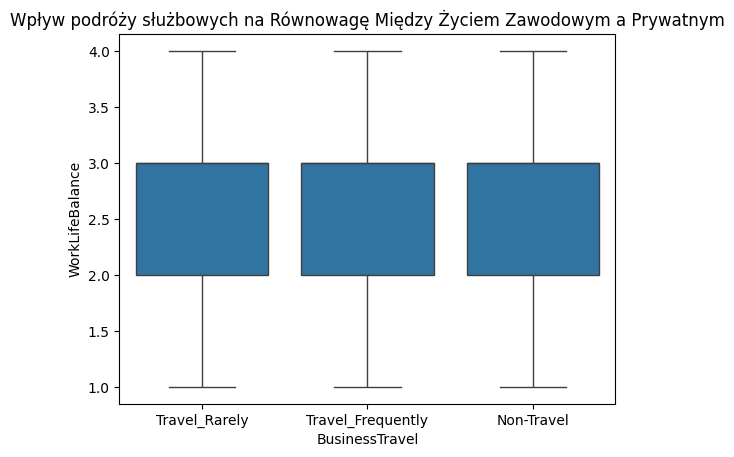 Wpływ podróży służbowych na Równowagę Między Życiem Zawodowym a Prywatnym
4.0
3.5
3.0
2.5
2.0
1.5
1.0
WorkLifeBalance
Travel_Rarely
Travel_Frequently
Non-Travel
BusinessTravel